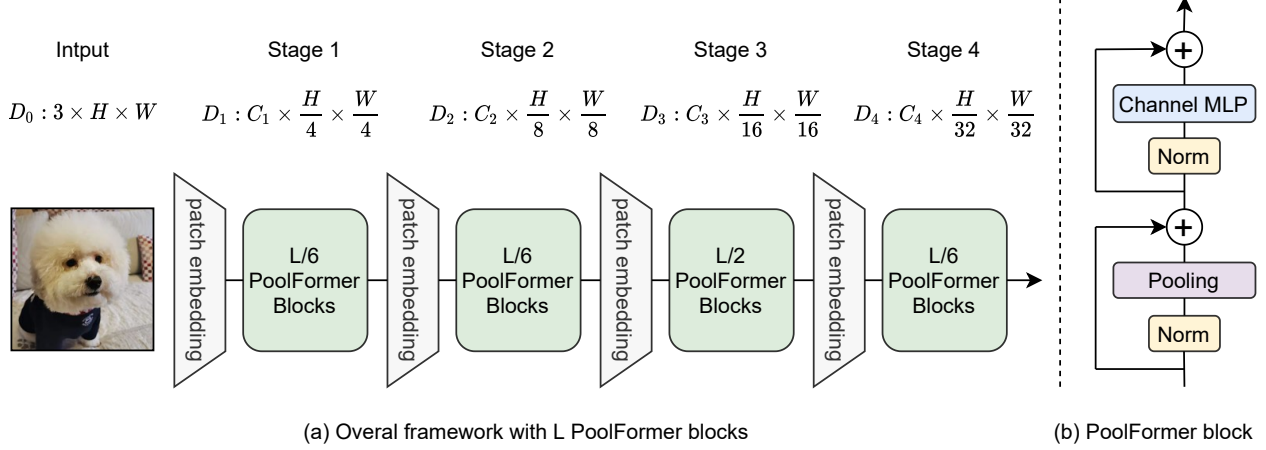 Intput
Stage 1
Stage 2
Stage 3
Stage 4
D₀ : 3 × H × W
D₁ : C₁ × H/4 × W/4
D₂ : C₂ × H/8 × W/8
D₃ : C₃ × H/16 × W/16
D₄ : C₄ × H/32 × W/32
patch embedding
L/6
PoolFormer
Blocks
patch embedding
L/6
PoolFormer
Blocks
patch embedding
L/2
PoolFormer
Blocks
patch embedding
L/6
PoolFormer
Blocks
(a) Overal framework with L PoolFormer blocks
+
Channel MLP
Norm
+
Pooling
Norm
(b) PoolFormer block